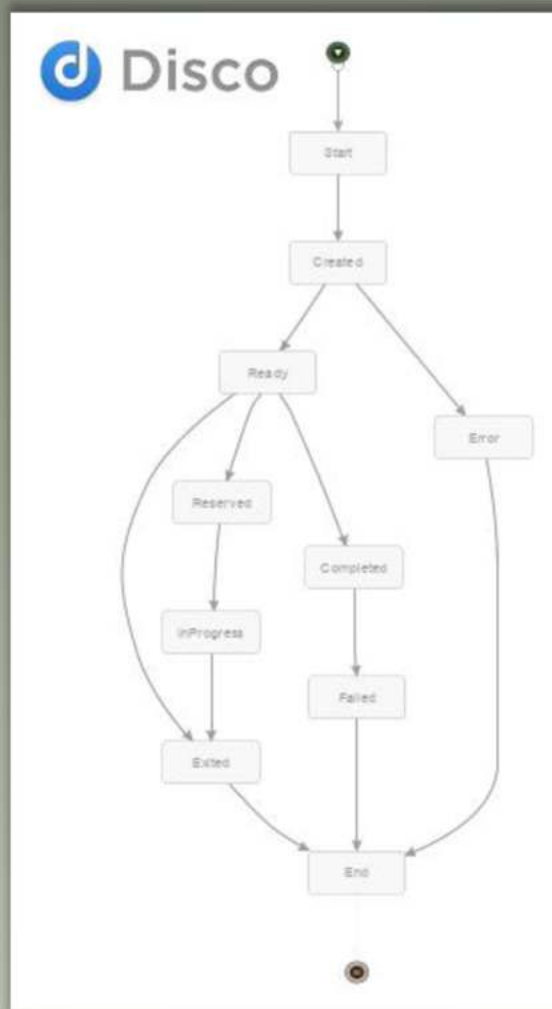 Disco
Start
Created
Ready
Error
Reserved
Completed
InProgress
Failed
Exited
End